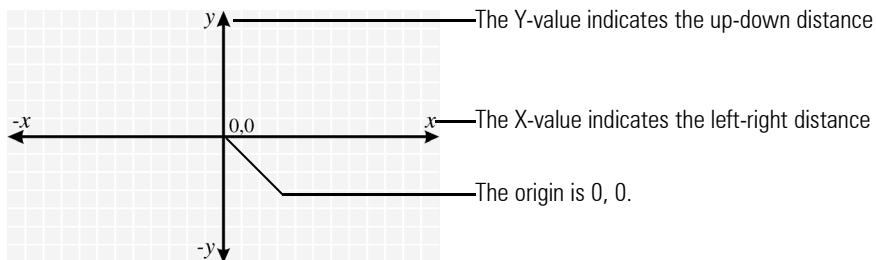 y
The Y-value indicates the up-down distance
-x
0,0
x
The X-value indicates the left-right distance
The origin is 0, 0.
-y